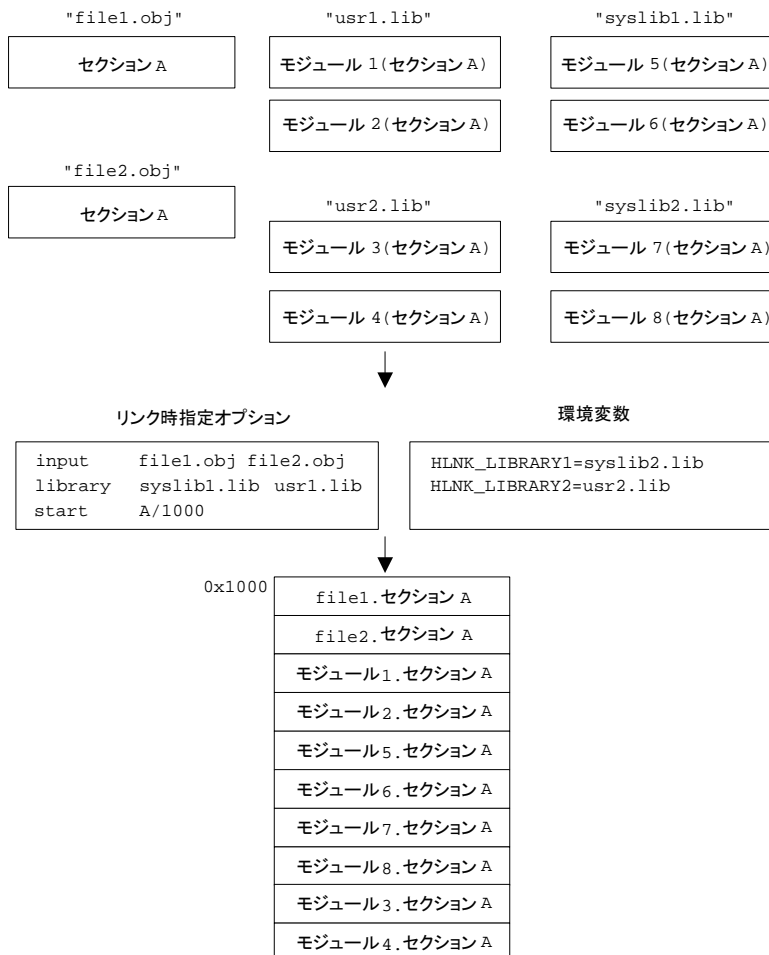 "file1.obj"
"usr1.lib"
"syslib1.lib"
セクション A
モジュール 1(セクション A)
モジュール 5(セクション A)
モジュール 2(セクション A)
モジュール 6(セクション A)
"file2.obj"
セクション A
"usr2.lib"
"syslib2.lib"
モジュール 3(セクション A)
モジュール 7(セクション A)
モジュール 4(セクション A)
モジュール 8(セクション A)
リンク時指定オプション
環境変数
input file1.obj file2.obj
library syslib1.lib usr1.lib
start A/1000
HLNK_LIBRARY1=syslib2.lib
HLNK_LIBRARY2=usr2.lib
0x1000
file1.セクション A
file2.セクション A
モジュール1.セクション A
モジュール2.セクション A
モジュール5.セクション A
モジュール6.セクション A
モジュール7.セクション A
モジュール8.セクション A
モジュール3.セクション A
モジュール4.セクション A